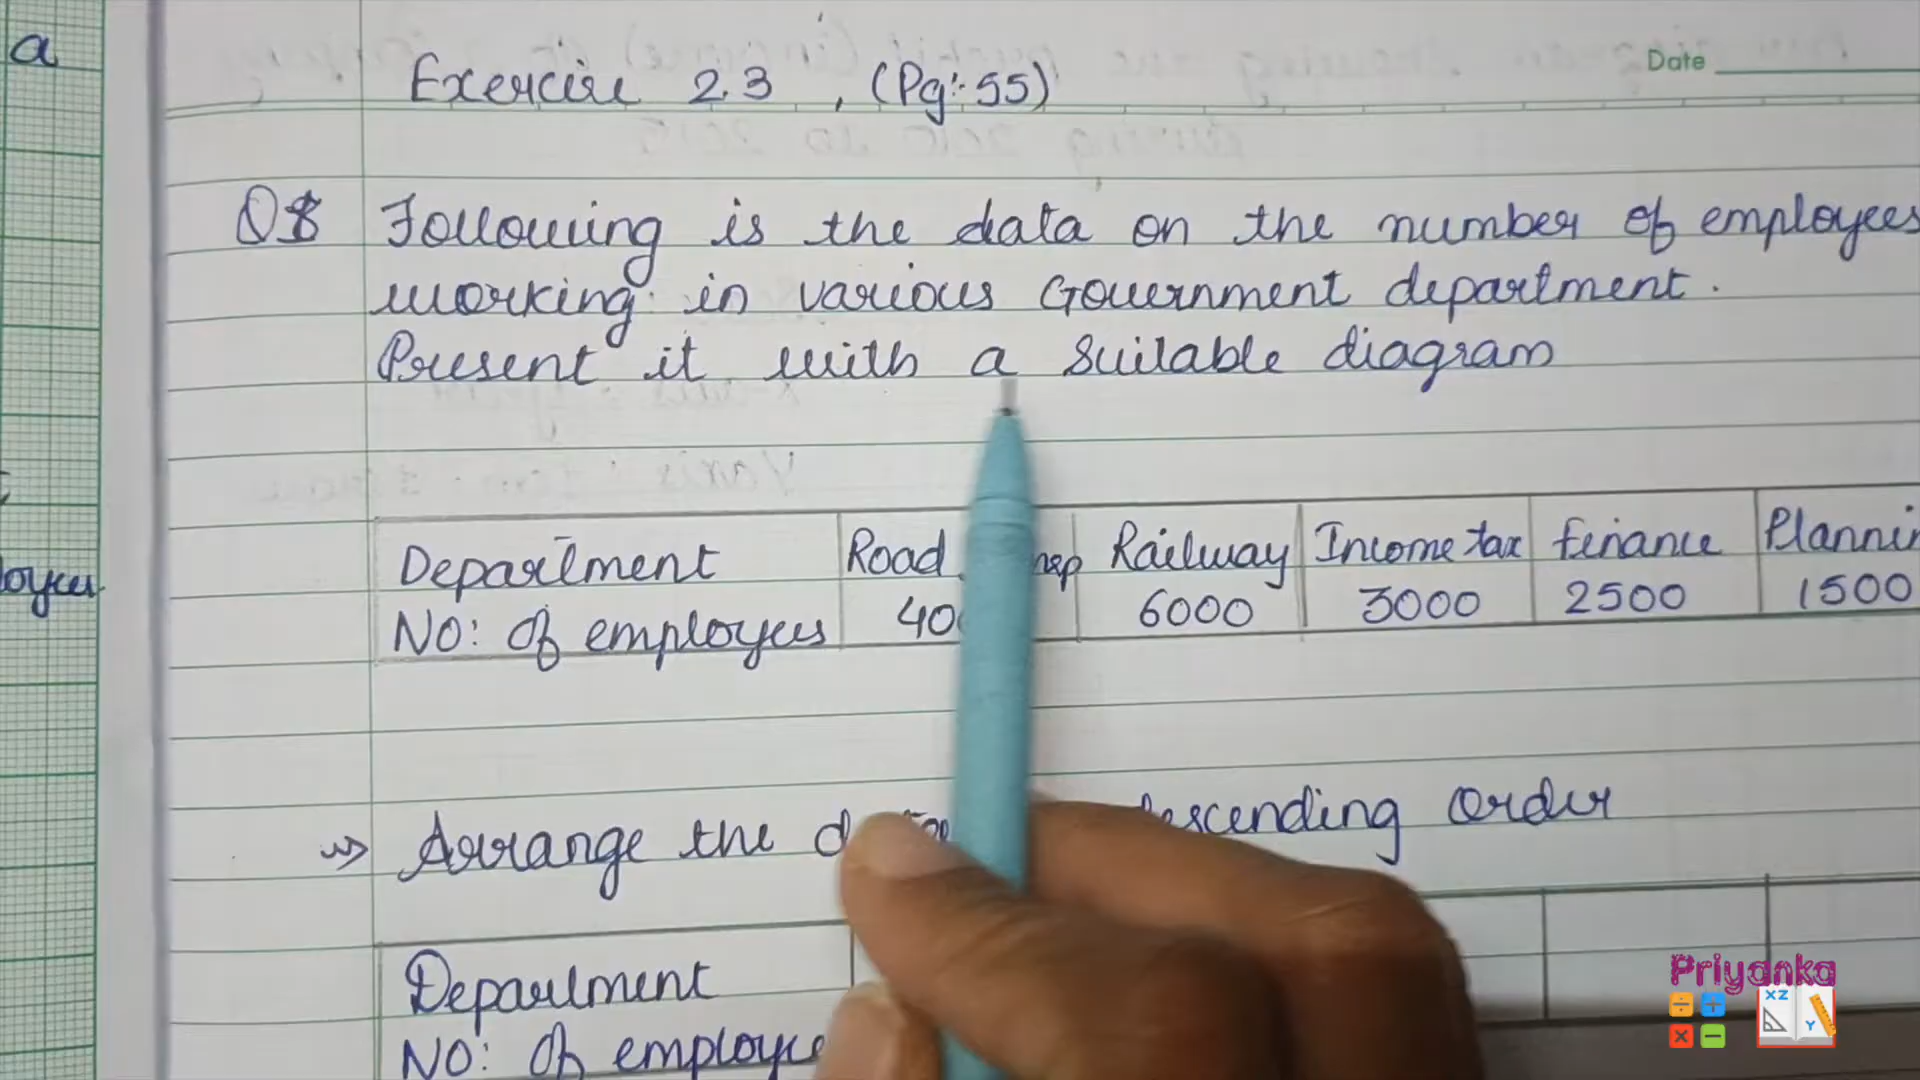 a
Date
Exercise 2.3 , (Pg:-55)
Q8 Following is the data on the number of employees
working in various Government department.
Present it with a suitable diagram
Department Road Railway Income tax finance
No: of employees 6000 3000 2500 1500
Arrange the descending order
Department
No: of
Priyanka
XZ
Y